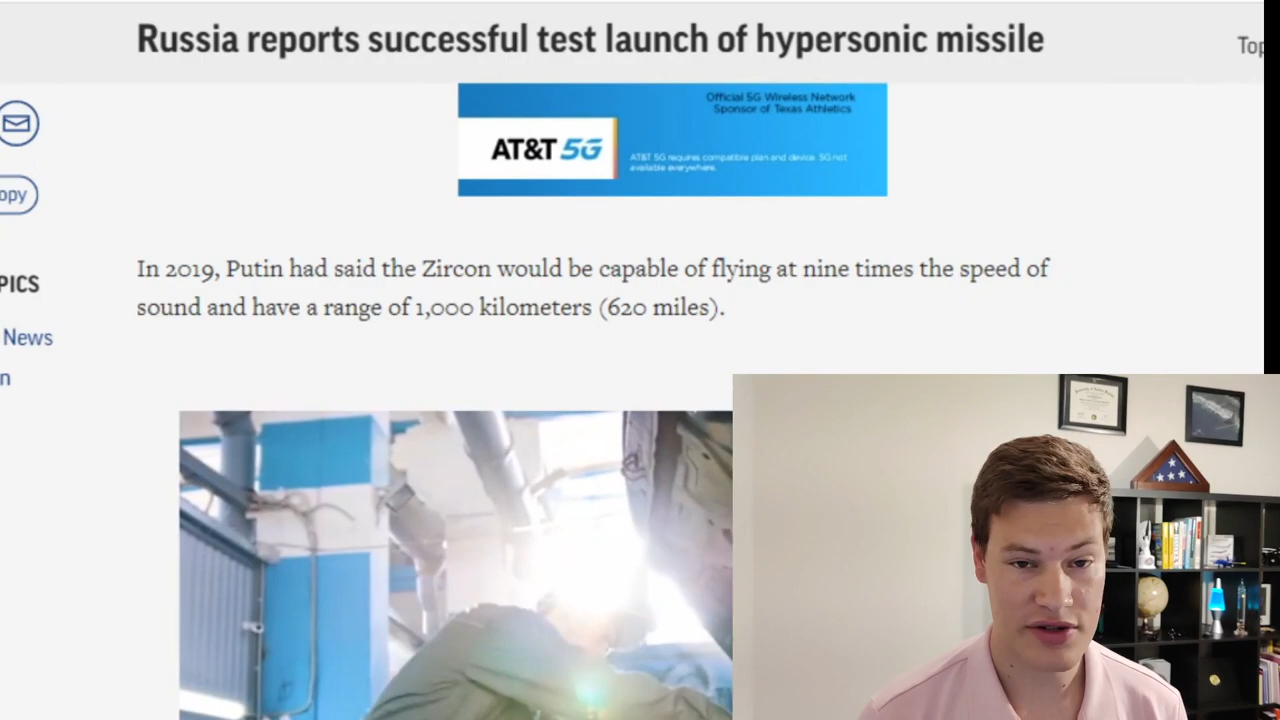 Russia reports successful test launch of hypersonic missile
Top
Official 5G Wireless Network
Sponsor of Texas Athletics
AT&T 5G
AT&T 5G requires compatible plan and device. 5G not
available everywhere.
opy
In 2019, Putin had said the Zircon would be capable of flying at nine times the speed of
sound and have a range of 1,000 kilometers (620 miles).
PICS
News
n